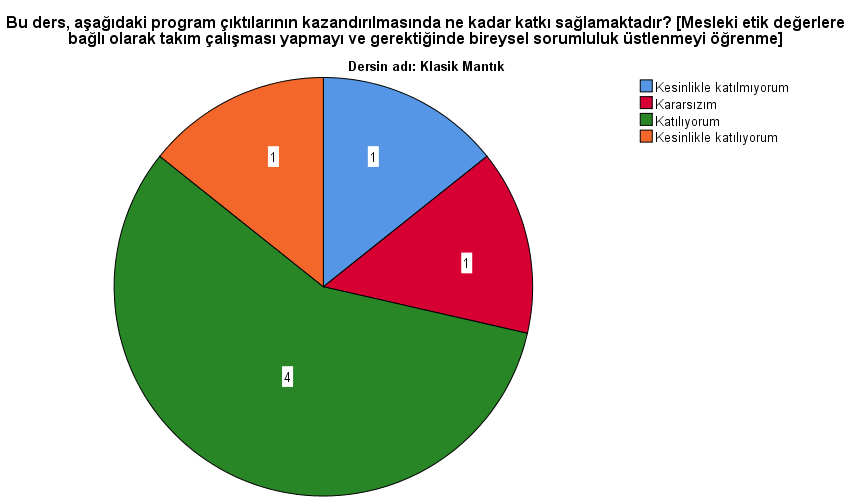 Bu ders, aşağıdaki program çıktılarının kazandırılmasında ne kadar katkı sağlamaktadır? [Mesleki etik değerlere
bağlı olarak takım çalışması yapmayı ve gerektiğinde bireysel sorumluluk üstlenmeyi öğrenme]
Dersin adı: Klasik Mantık
Kesinlikle katılmıyorum
Kararsızım
Katılıyorum
Kesinlikle katılıyorum
1
1
1
4